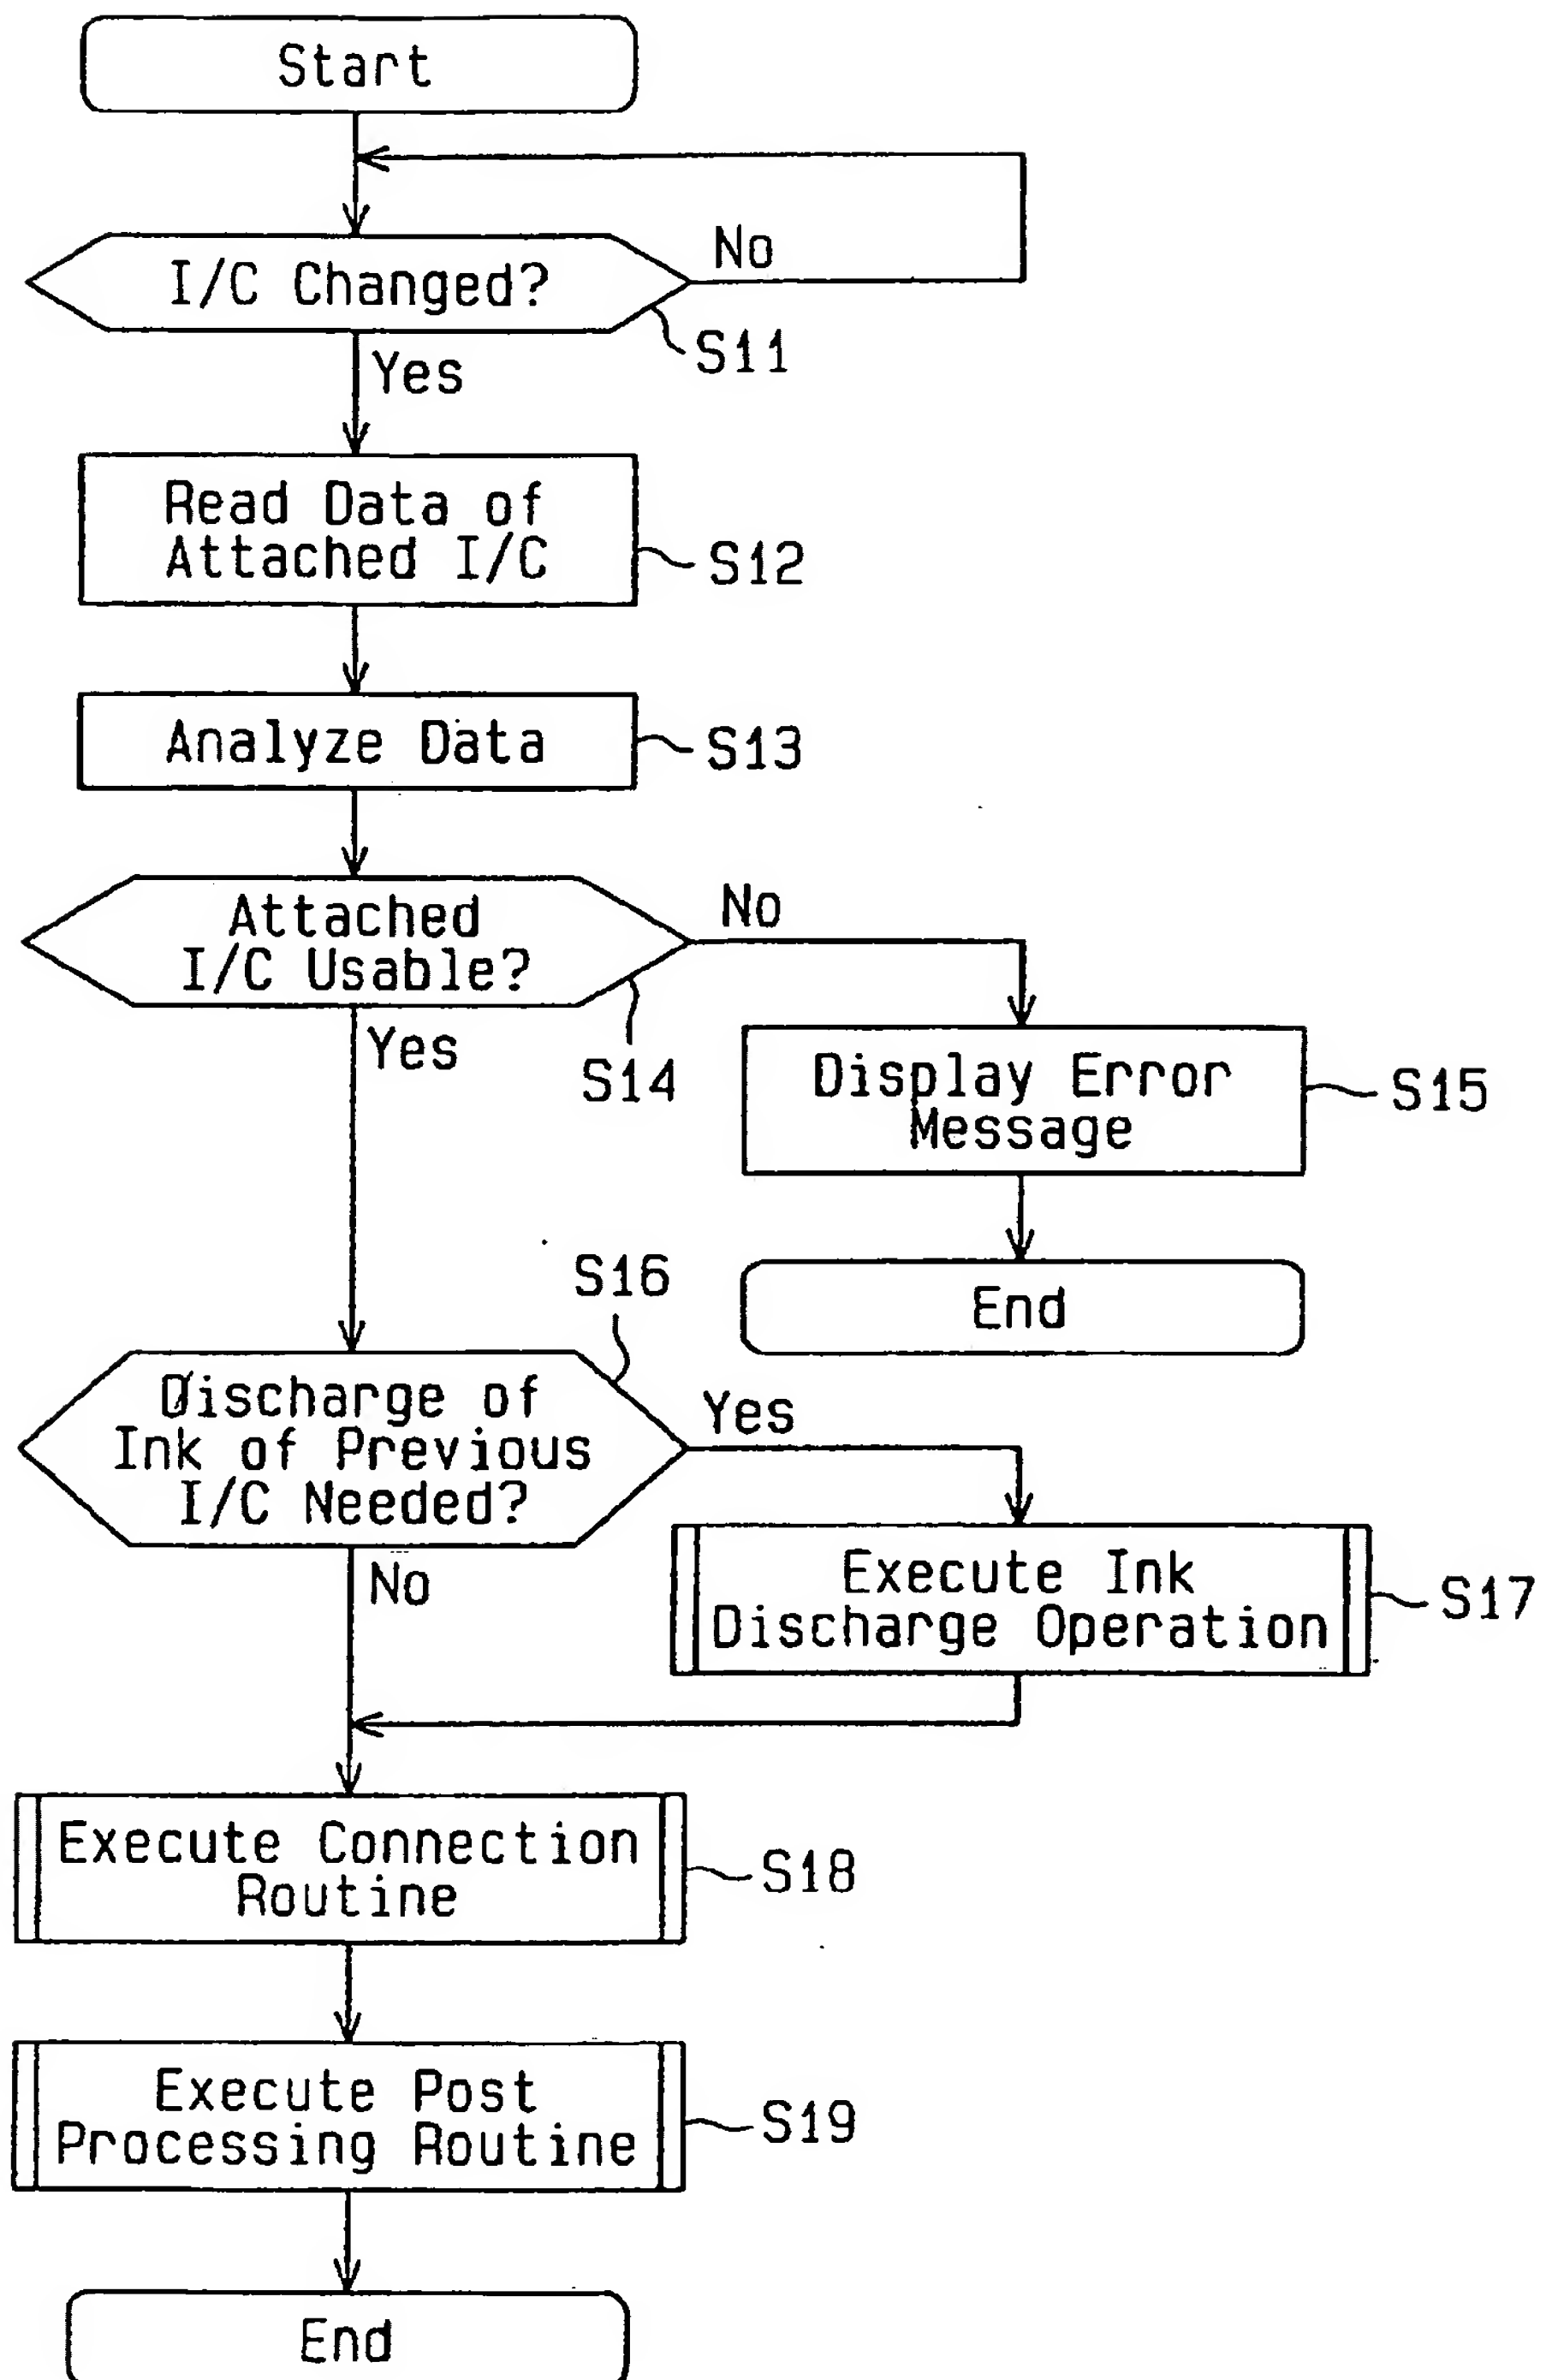 Start
No
I/C Changed?
S11
Yes
Read Data of
Attached I/C
S12
Analyze Data
S13
Attached
I/C Usable?
No
S14
Yes
Display Error
Message
S15
End
S16
Discharge of
Ink of Previous
I/C Needed?
Yes
No
Execute Ink
Discharge Operation
S17
Execute Connection
Routine
S18
Execute Post
Processing Routine
S19
End